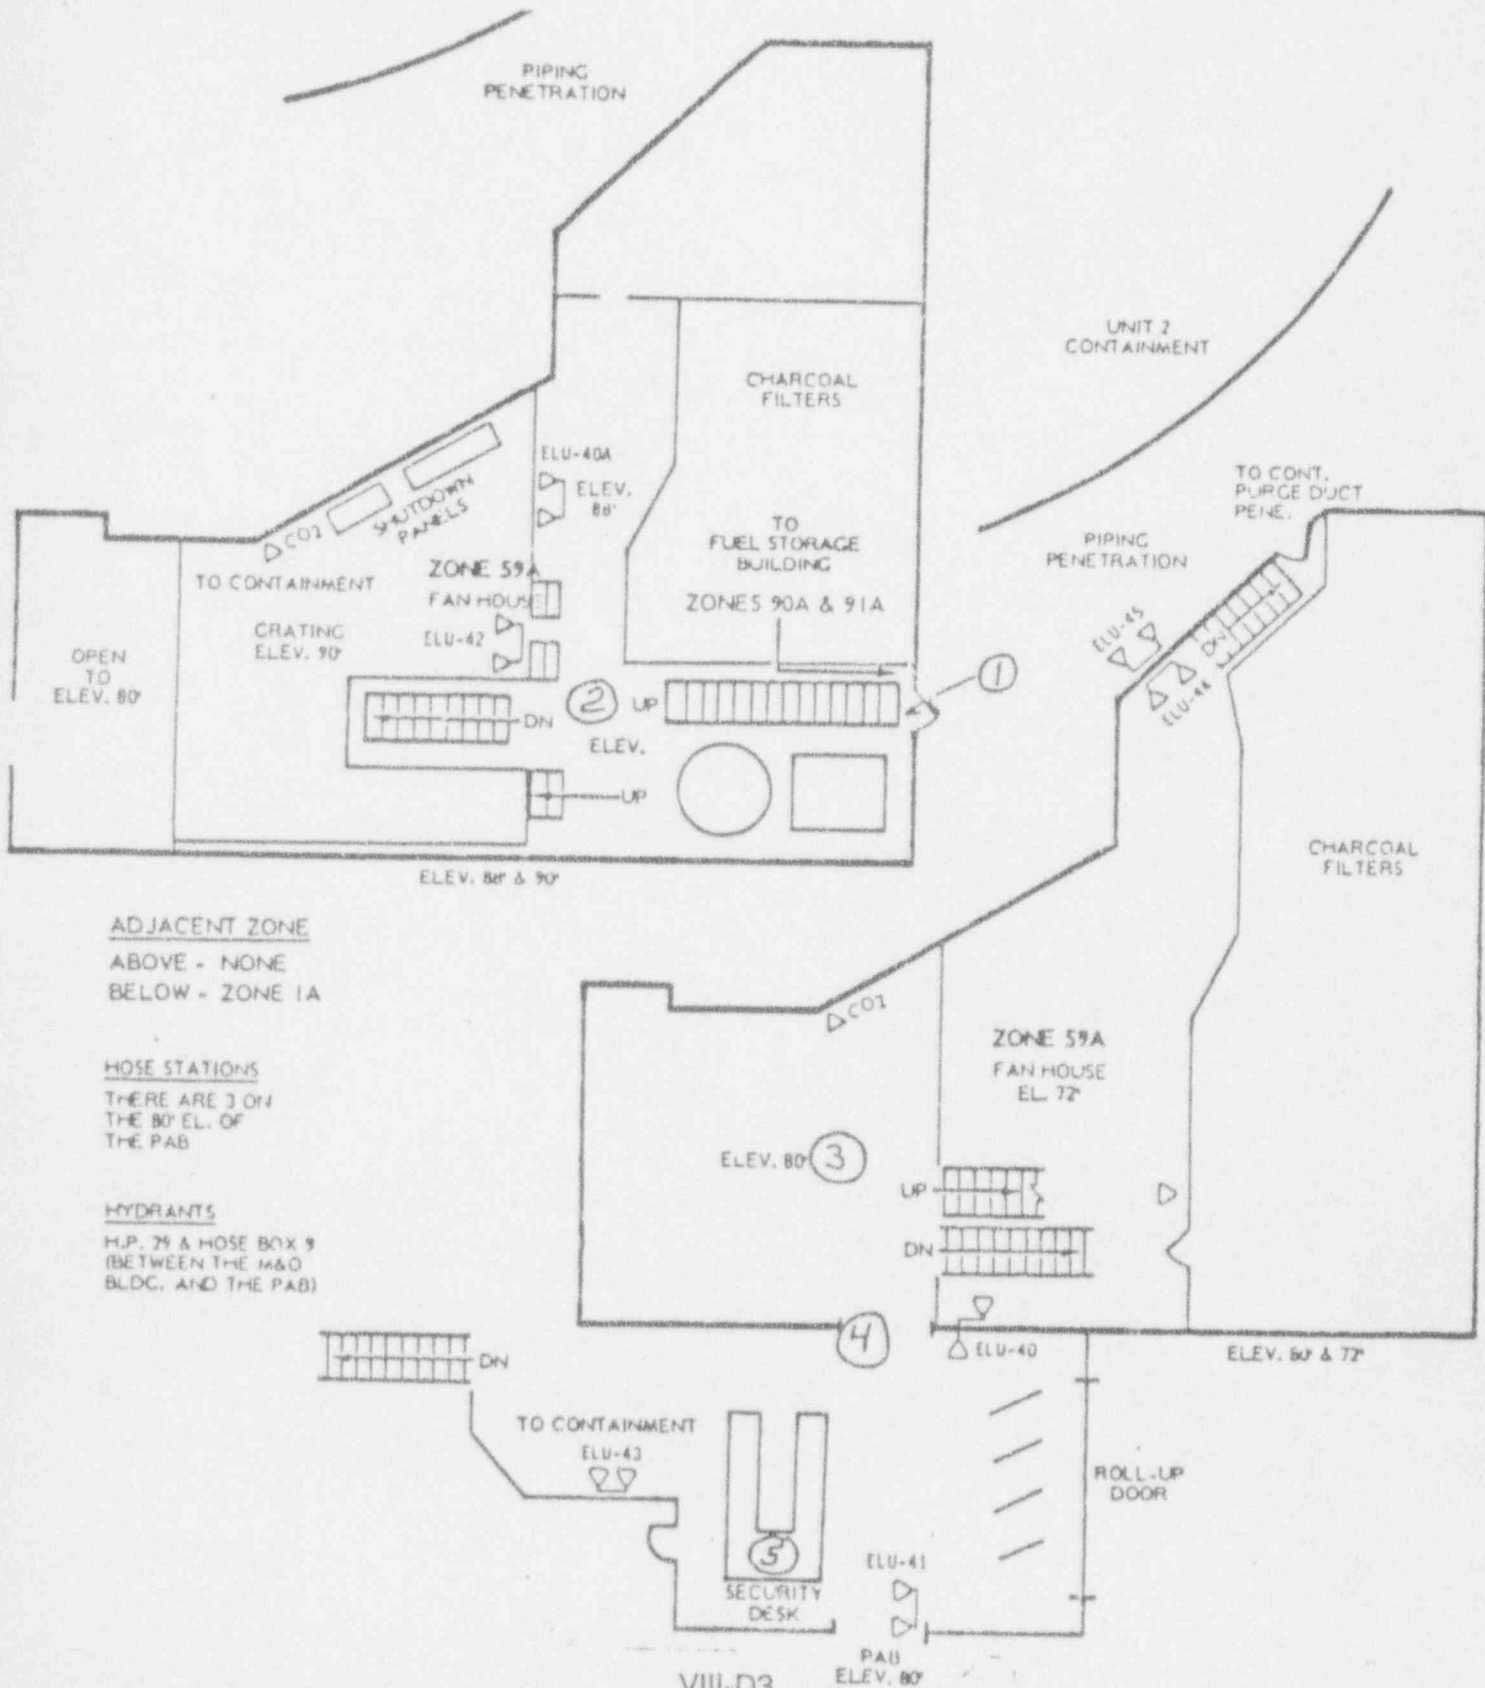 PIPING
PENETRATION
UNIT 2
CONTAINMENT
CHARCOAL
FILTERS
ELU-40A
ELEV.
88'
SHUTDOWN
PANELS
CO2
TO CONTAINMENT
ZONE 59A
FAN HOUSE
TO
FUEL STORAGE
BUILDING
ZONES 90A & 91A
CRATING
ELEV. 90'
ELU-42
OPEN
TO
ELEV. 80'
1
2
UP
DN
ELEV.
UP
ELEV. 88' & 90'
TO CONT.
PURGE DUCT
PENE.
PIPING
PENETRATION
ELU-45
DN
ELU-44
CHARCOAL
FILTERS
ADJACENT ZONE
ABOVE - NONE
BELOW - ZONE 1A
HOSE STATIONS
THERE ARE 3 ON
THE 80' EL. OF
THE PAB
HYDRANTS
H.P. 29 & HOSE BOX 9
(BETWEEN THE M&O
BLDG. AND THE PAB)
CO2
ZONE 59A
FAN HOUSE
EL. 72'
ELEV. 80'
3
UP
DN
4
ELU-40
ELEV. 80' & 72'
DN
TO CONTAINMENT
ELU-43
ROLL-UP
DOOR
5
SECURITY
DESK
ELU-41
PAB
ELEV. 80'
VIII-D3